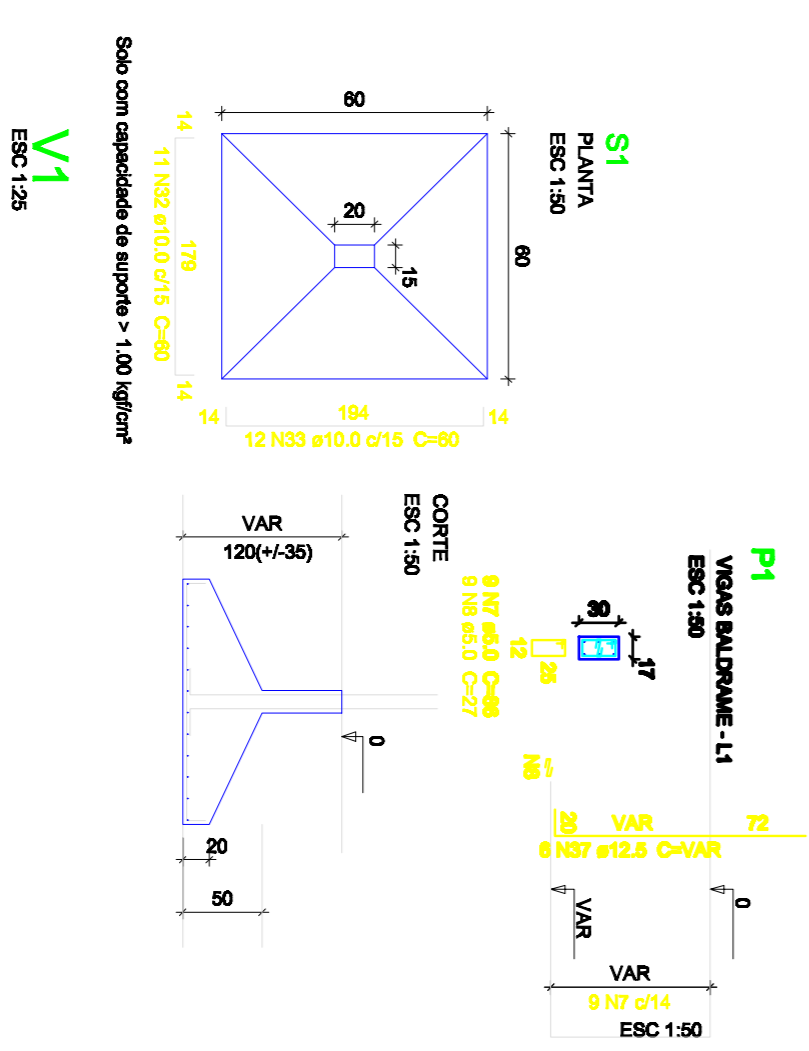 S1
PLANTA
ESC 1:50
60
60
20
15
14
179
14
11 N32 ø10.0 c/15 C=60
14
194
14
12 N33 ø10.0 c/15 C=60
Solo com capacidade de suporte > 1.00 kgf/cm²
V1
ESC 1:25
CORTE
ESC 1:50
VAR
120(+/-35)
0
20
50
P1
VIGAS BALDRAME - L1
ESC 1:50
30
17
12
25
9 N7 ø5.0
9 N8 ø5.0 C=27
N8
20
VAR
72
6 N37 ø12.5 C=VAR
0
VAR
VAR
9 N7 c/14
ESC 1:50